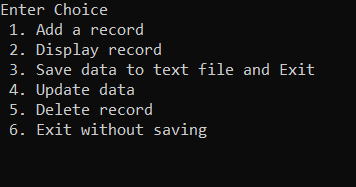 Enter Choice
1. Add a record
2. Display record
3. Save data to text file and Exit
4. Update data
5. Delete record
6. Exit without saving